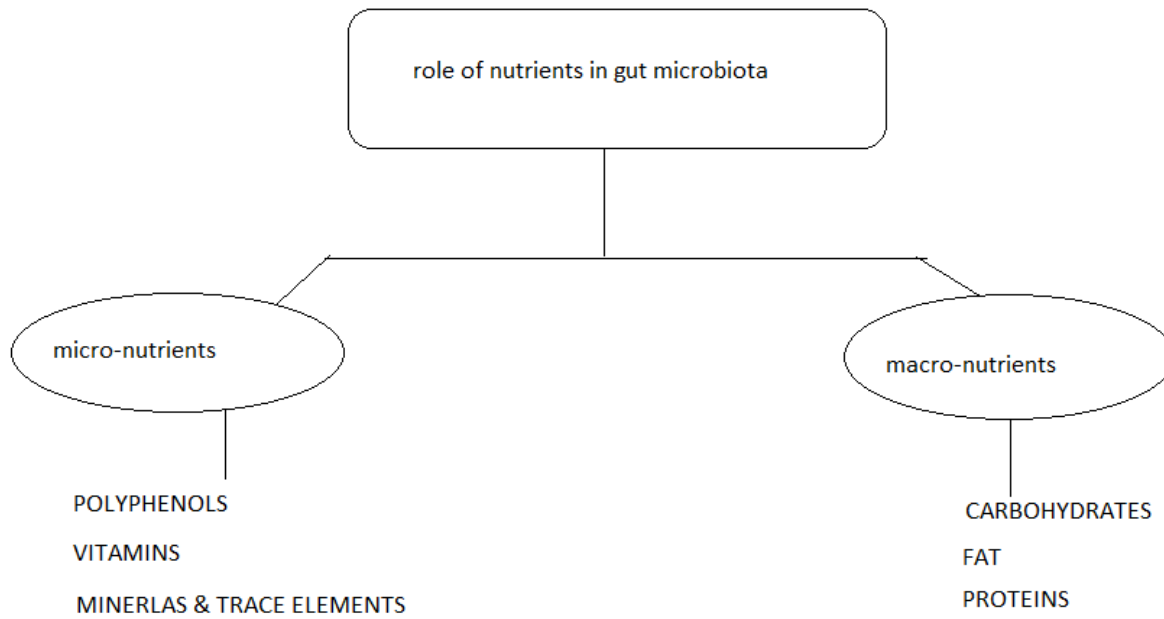 role of nutrients in gut microbiota
micro-nutrients
macro-nutrients
POLYPHENOLS
VITAMINS
MINERLAS & TRACE ELEMENTS
CARBOHYDRATES
FAT
PROTEINS